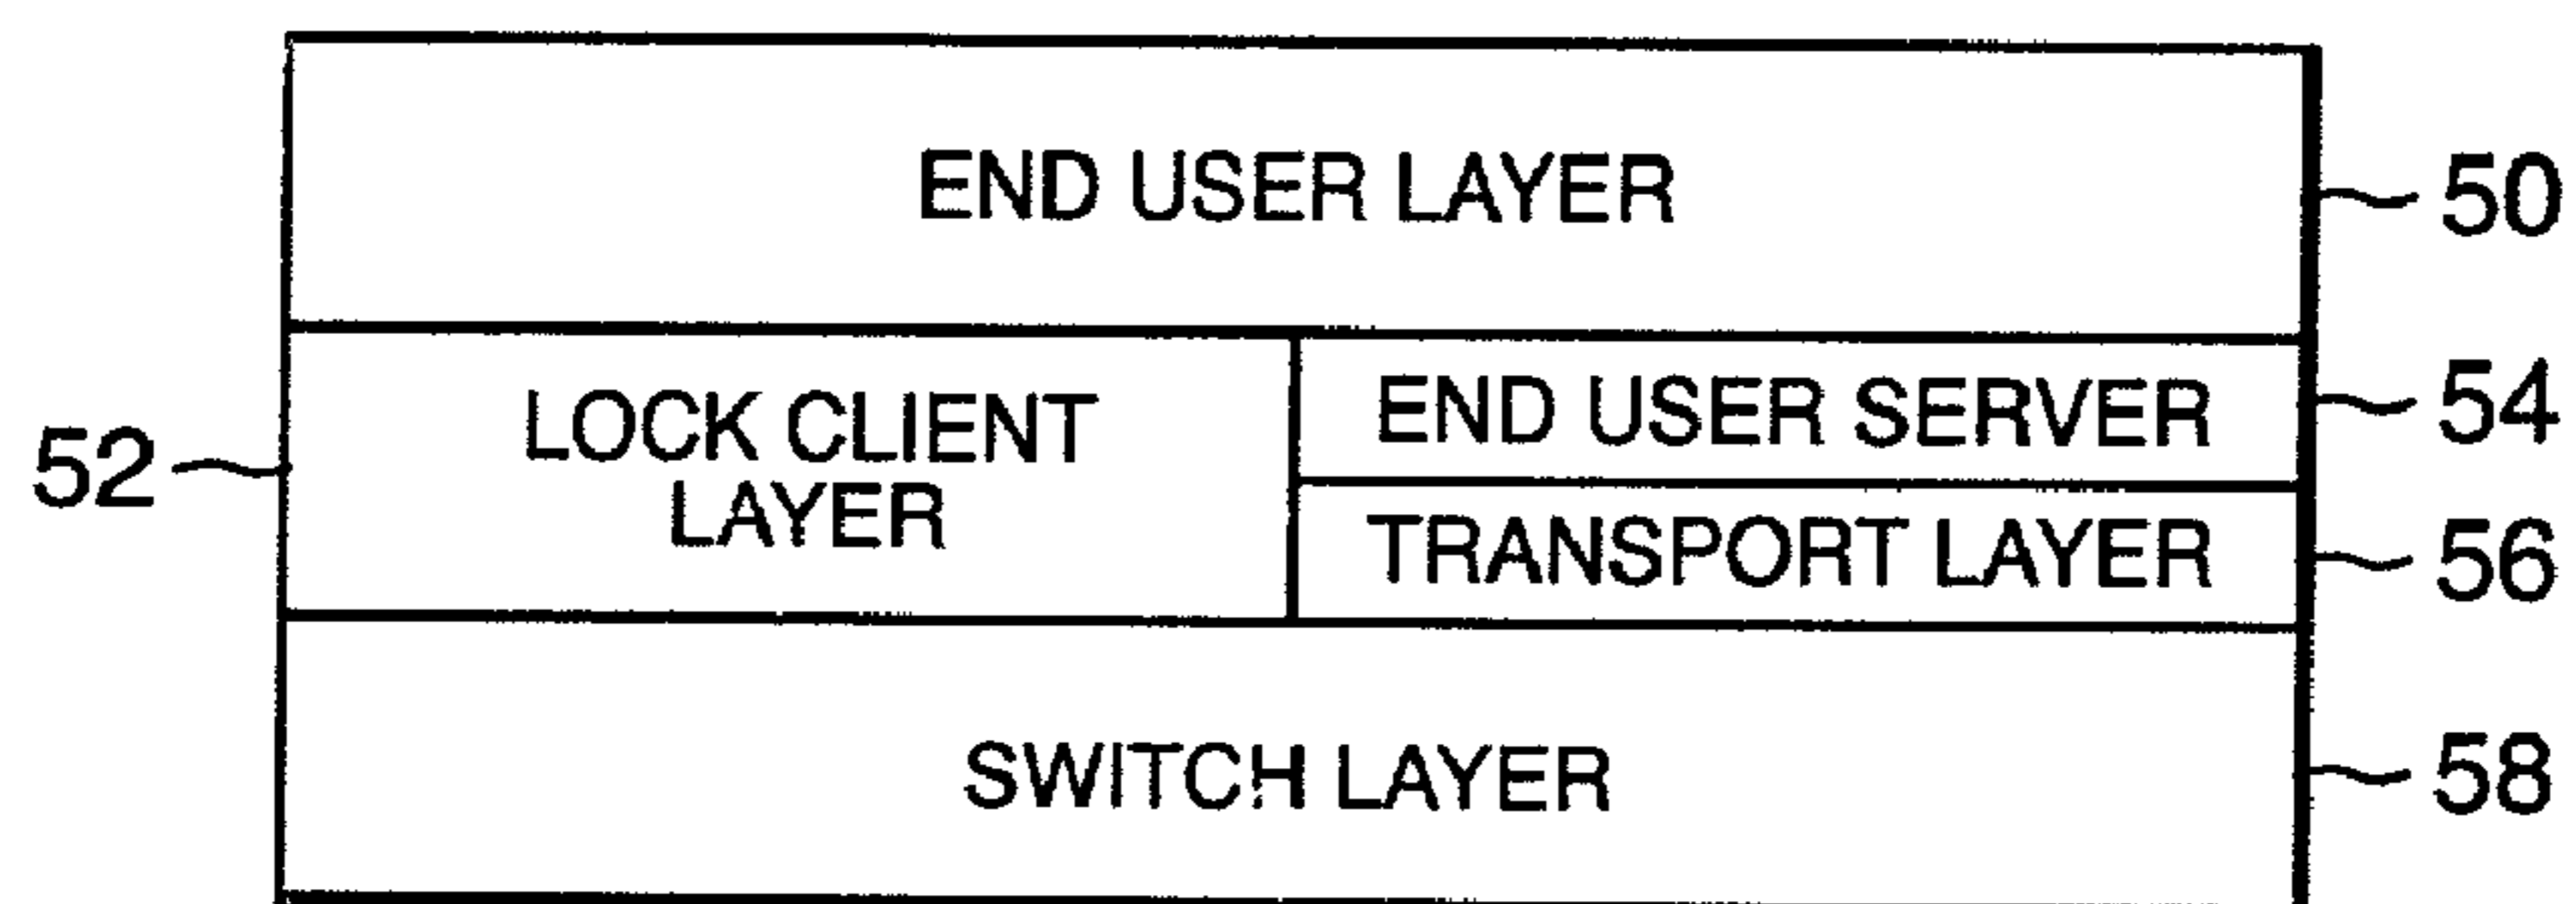 END USER LAYER
50
LOCK CLIENT
LAYER
52
END USER SERVER
54
TRANSPORT LAYER
56
SWITCH LAYER
58